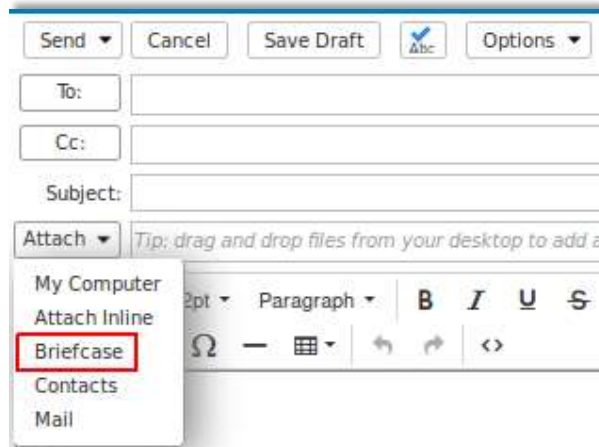 Send Cancel Save Draft Abc Options
To:
Cc:
Subject:
Attach Tip: drag and drop files from your desktop to add a
My Computer
2pt Paragraph B I U S
Attach Inline
Briefcase Ω — <>
Contacts
Mail